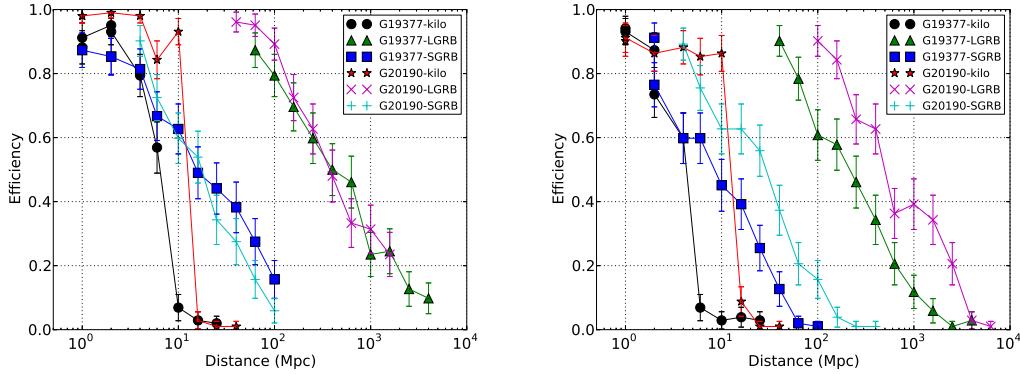 1.0
0.8
0.6
0.4
0.2
0.0
Efficiency
10^0
10^1
10^2
10^3
10^4
Distance (Mpc)
G19377-kilo
G19377-LGRB
G19377-SGRB
G20190-kilo
G20190-LGRB
G20190-SGRB
1.0
0.8
0.6
0.4
0.2
0.0
Efficiency
10^0
10^1
10^2
10^3
10^4
Distance (Mpc)
G19377-kilo
G19377-LGRB
G19377-SGRB
G20190-kilo
G20190-LGRB
G20190-SGRB